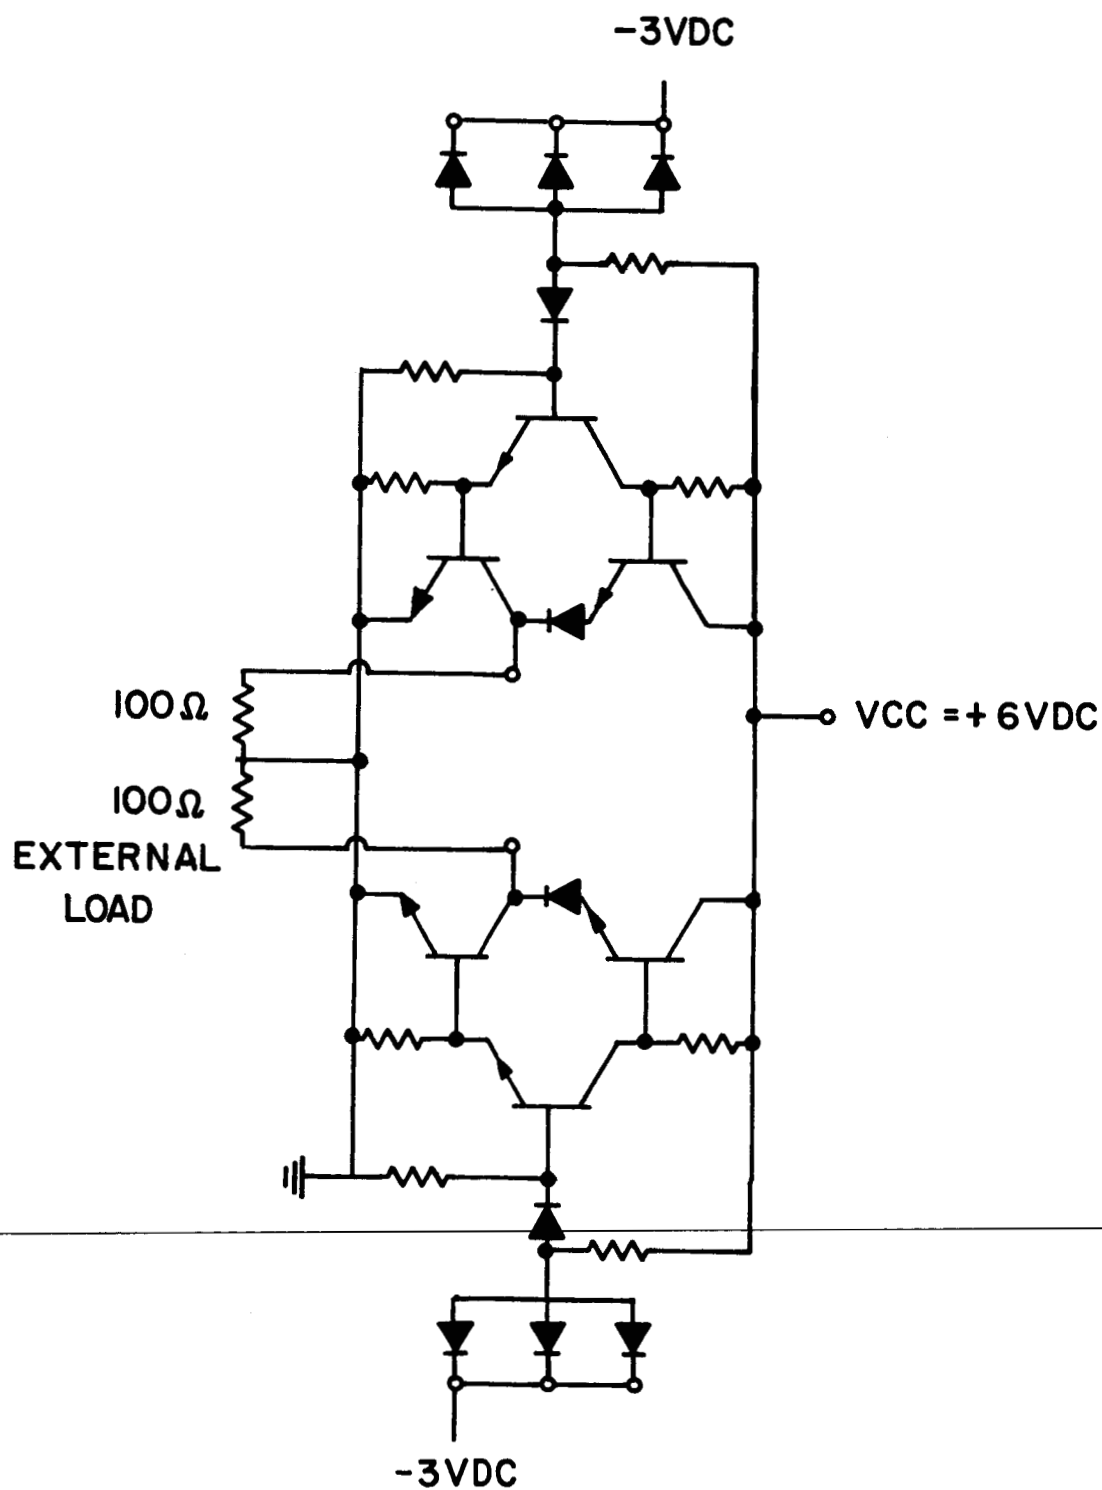 -3VDC
100Ω
VCC = + 6VDC
100Ω
EXTERNAL
LOAD
-3VDC